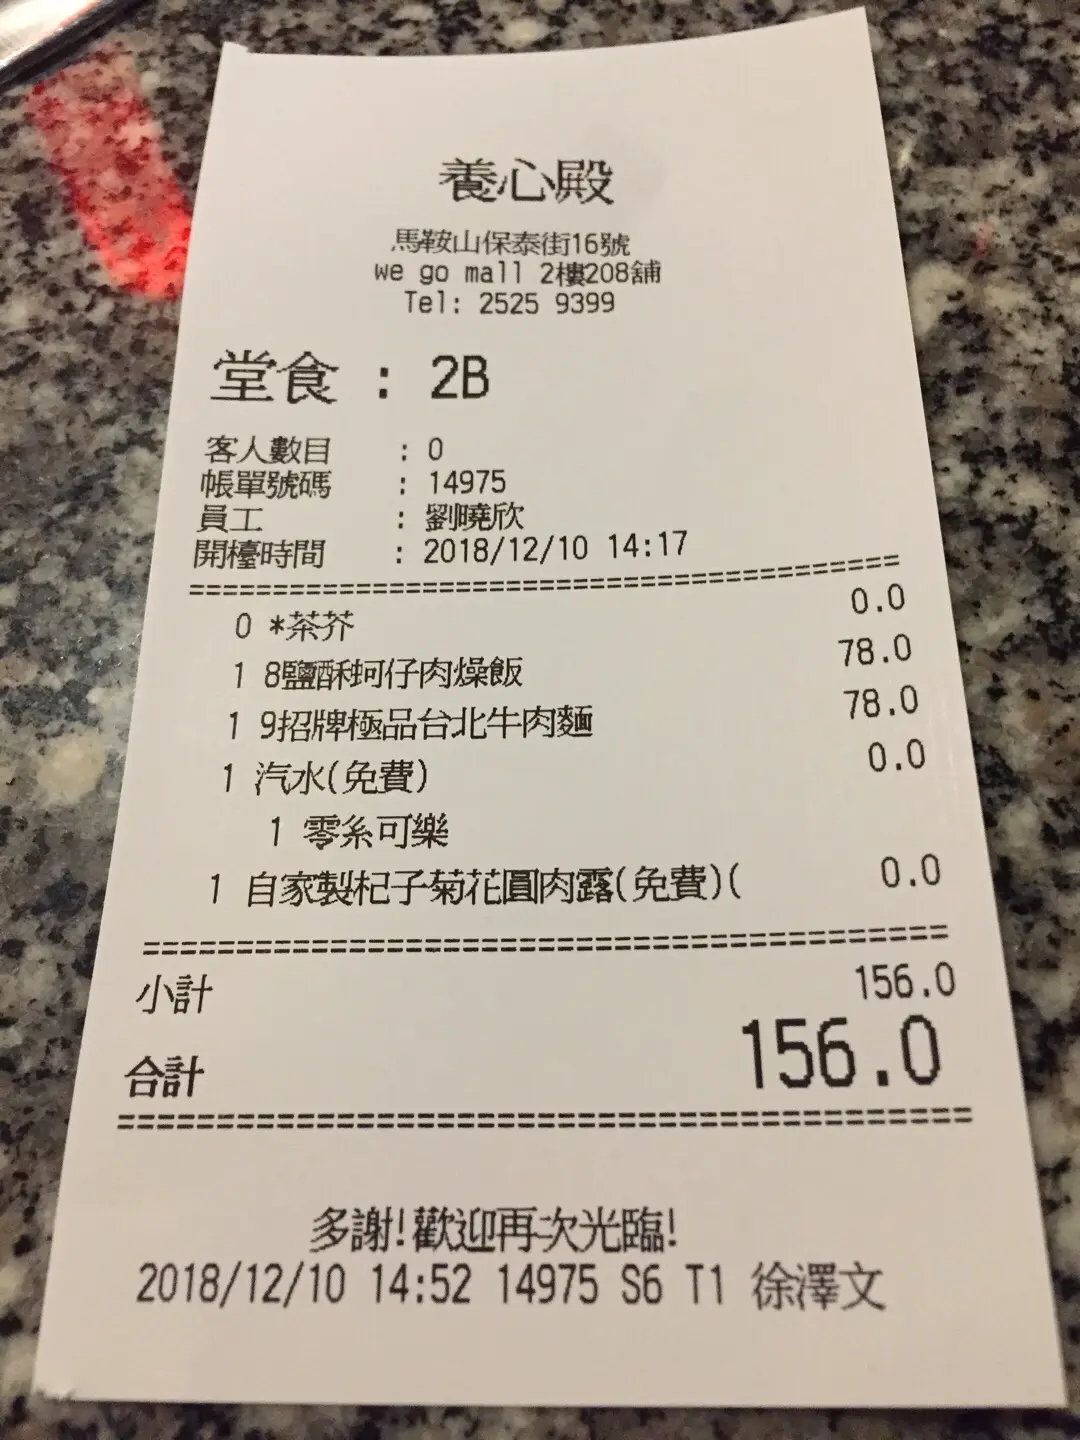 養心殿
馬鞍山保泰街16號
we go mall 2樓208舖
Tel: 2525 9399
堂食 : 2B
客人數目 : 0
帳單號碼 : 14975
員工 : 劉曉欣
開檯時間 : 2018/12/10 14:17
0 *茶芥 0.0
1 8鹽酥蚵仔肉燥飯 78.0
1 9招牌極品台北牛肉麵 78.0
1 汽水(免費) 0.0
1 零系可樂
1 自家製杞子菊花圓肉露(免費)( 0.0
小計 156.0
合計 156.0
多謝!歡迎再次光臨!
2018/12/10 14:52 14975 S6 T1 徐澤文